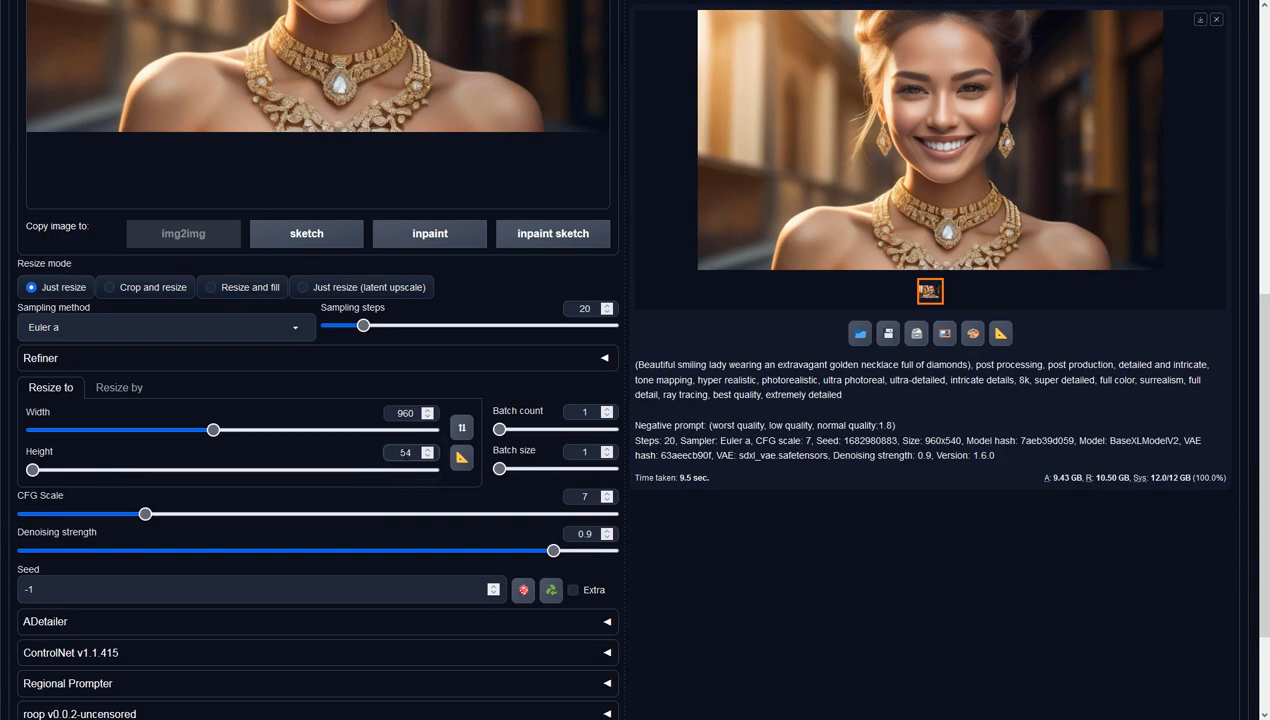 Copy image to:
img2img
sketch
inpaint
inpaint sketch
Resize mode
Just resize
Crop and resize
Resize and fill
Just resize (latent upscale)
Sampling method
Euler a
Sampling steps
20
Refiner
Resize to
Resize by
Width
960
Height
54
Batch count
1
Batch size
1
CFG Scale
7
Denoising strength
0.9
Seed
-1
Extra
ADetailer
ControlNet v1.1.415
Regional Prompter
roop v0.0.2-uncensored
(Beautiful smiling lady wearing an extravagant golden necklace full of diamonds), post processing, post production, detailed and intricate,
tone mapping, hyper realistic, photorealistic, ultra photoreal, ultra-detailed, intricate details, 8k, super detailed, full color, surrealism, full
detail, ray tracing, best quality, extremely detailed
Negative prompt: (worst quality, low quality, normal quality:1.8)
Steps: 20, Sampler: Euler a, CFG scale: 7, Seed: 1682980883, Size: 960x540, Model hash: 7aeb39d059, Model: BaseXLModelV2, VAE
hash: 63aeecb90f, VAE: sdxl_vae.safetensors, Denoising strength: 0.9, Version: 1.6.0
Time taken: 9.5 sec.
A: 9.43 GB, R: 10.50 GB, Sys: 12.0/12 GB (100.0%)